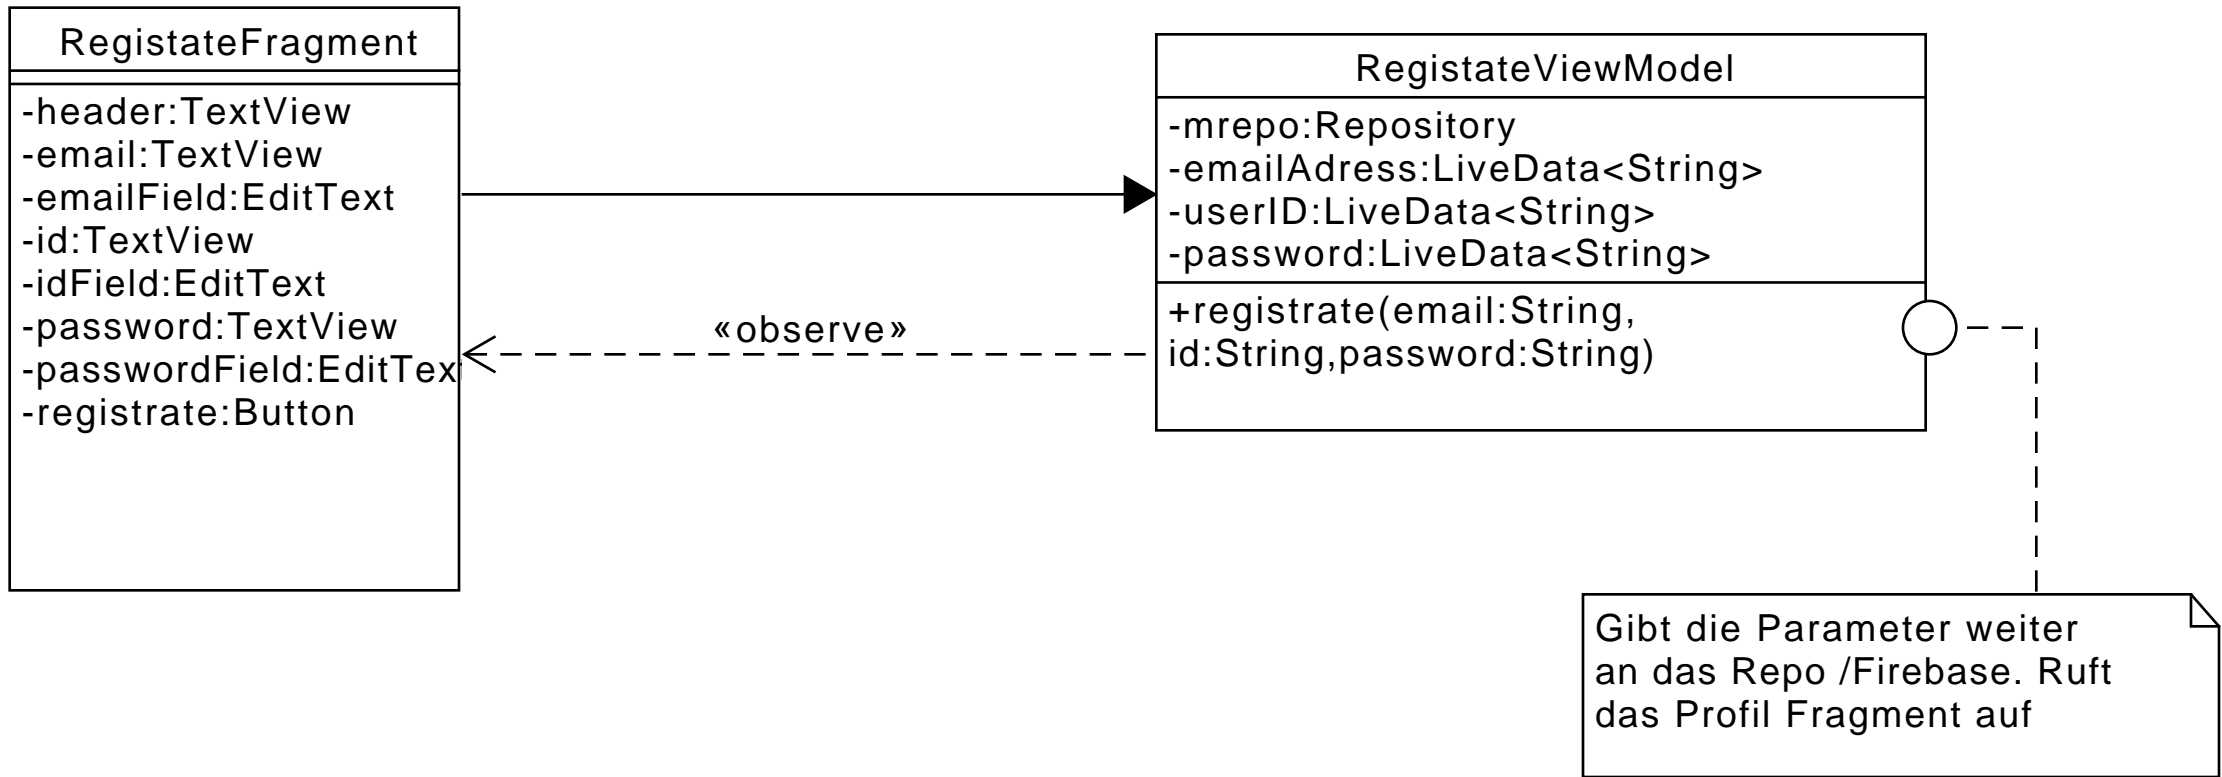 RegistateFragment
-header:TextView
-email:TextView
-emailField:EditText
-id:TextView
-idField:EditText
-password:TextView
-passwordField:EditTex
-registrate:Button
«observe»
RegistateViewModel
-mrepo:Repository
-emailAdress:LiveData<String>
-userID:LiveData<String>
-password:LiveData<String>
+registrate(email:String,
id:String,password:String)
Gibt die Parameter weiter
an das Repo /Firebase. Ruft
das Profil Fragment auf